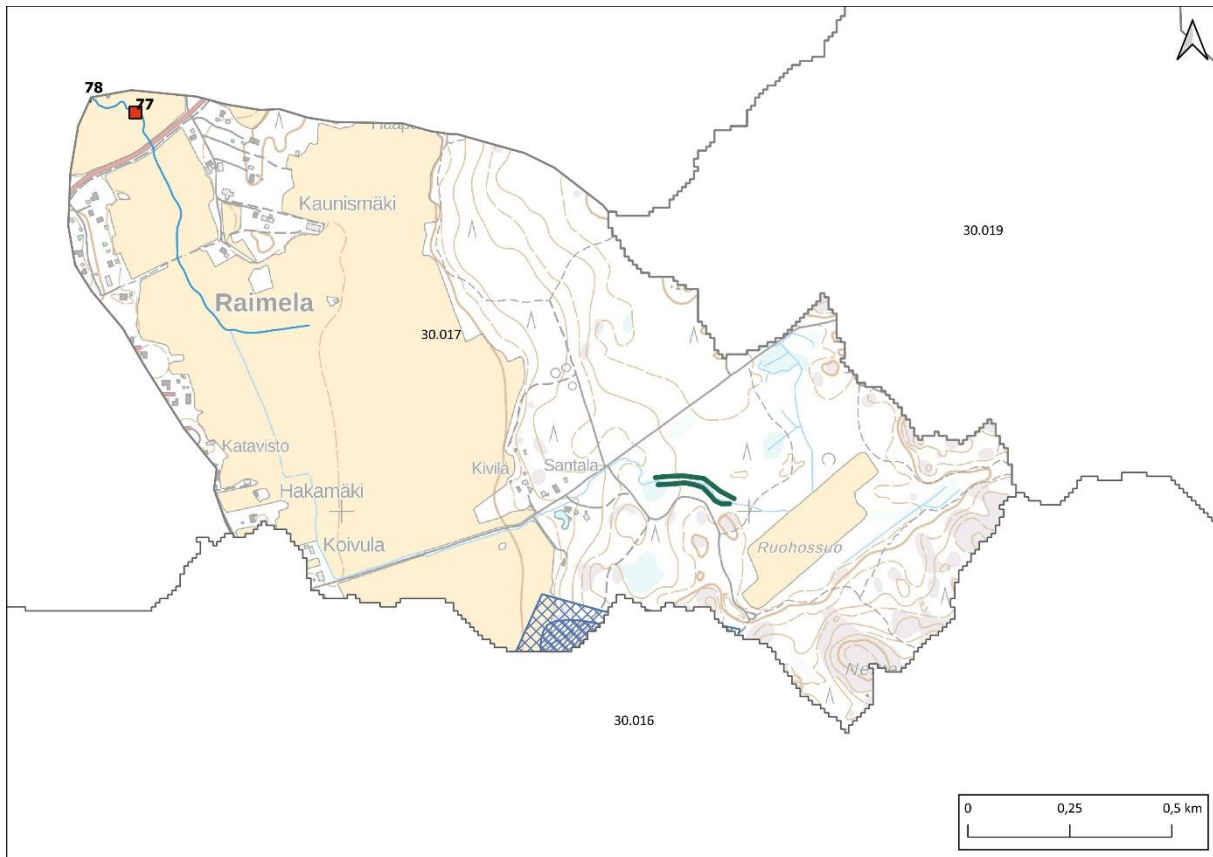 78
77
Kaunismäki
30.019
Raimela
30.017
Katavisto
Kivilä
Santala
Hakamäki
Koivula
Ruohossuo
30.016
0
0,25
0,5 km